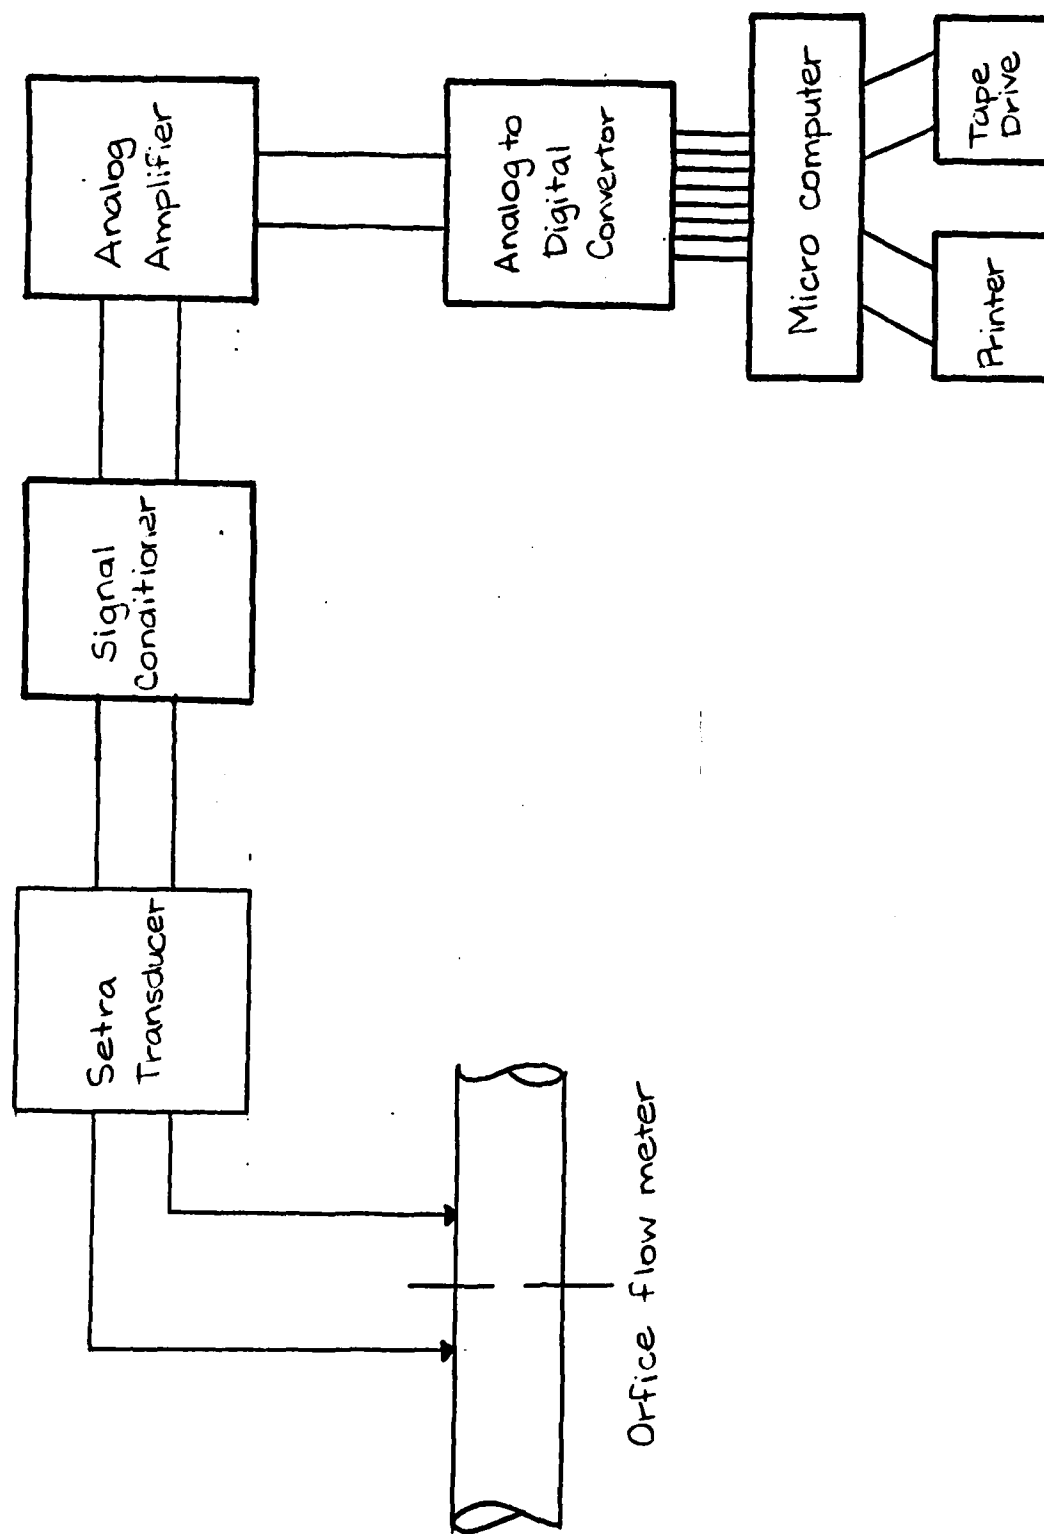 Setra
Transducer
Signal
Conditioner
Analog
Amplifier
Analog to
Digital
Convertor
Micro computer
Printer
Tape
Drive
Orfice flow meter